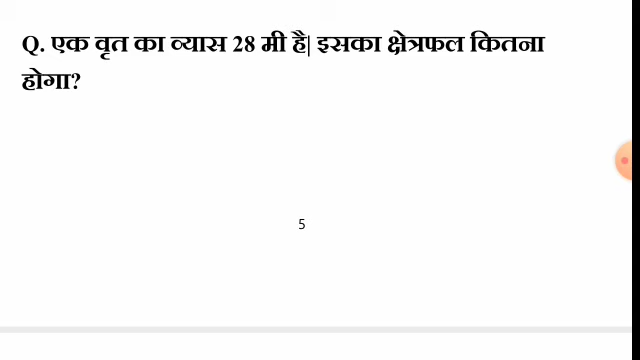 Q. एक वृत का व्यास 28 मी है| इसका क्षेत्रफल कितना
होगा?
5